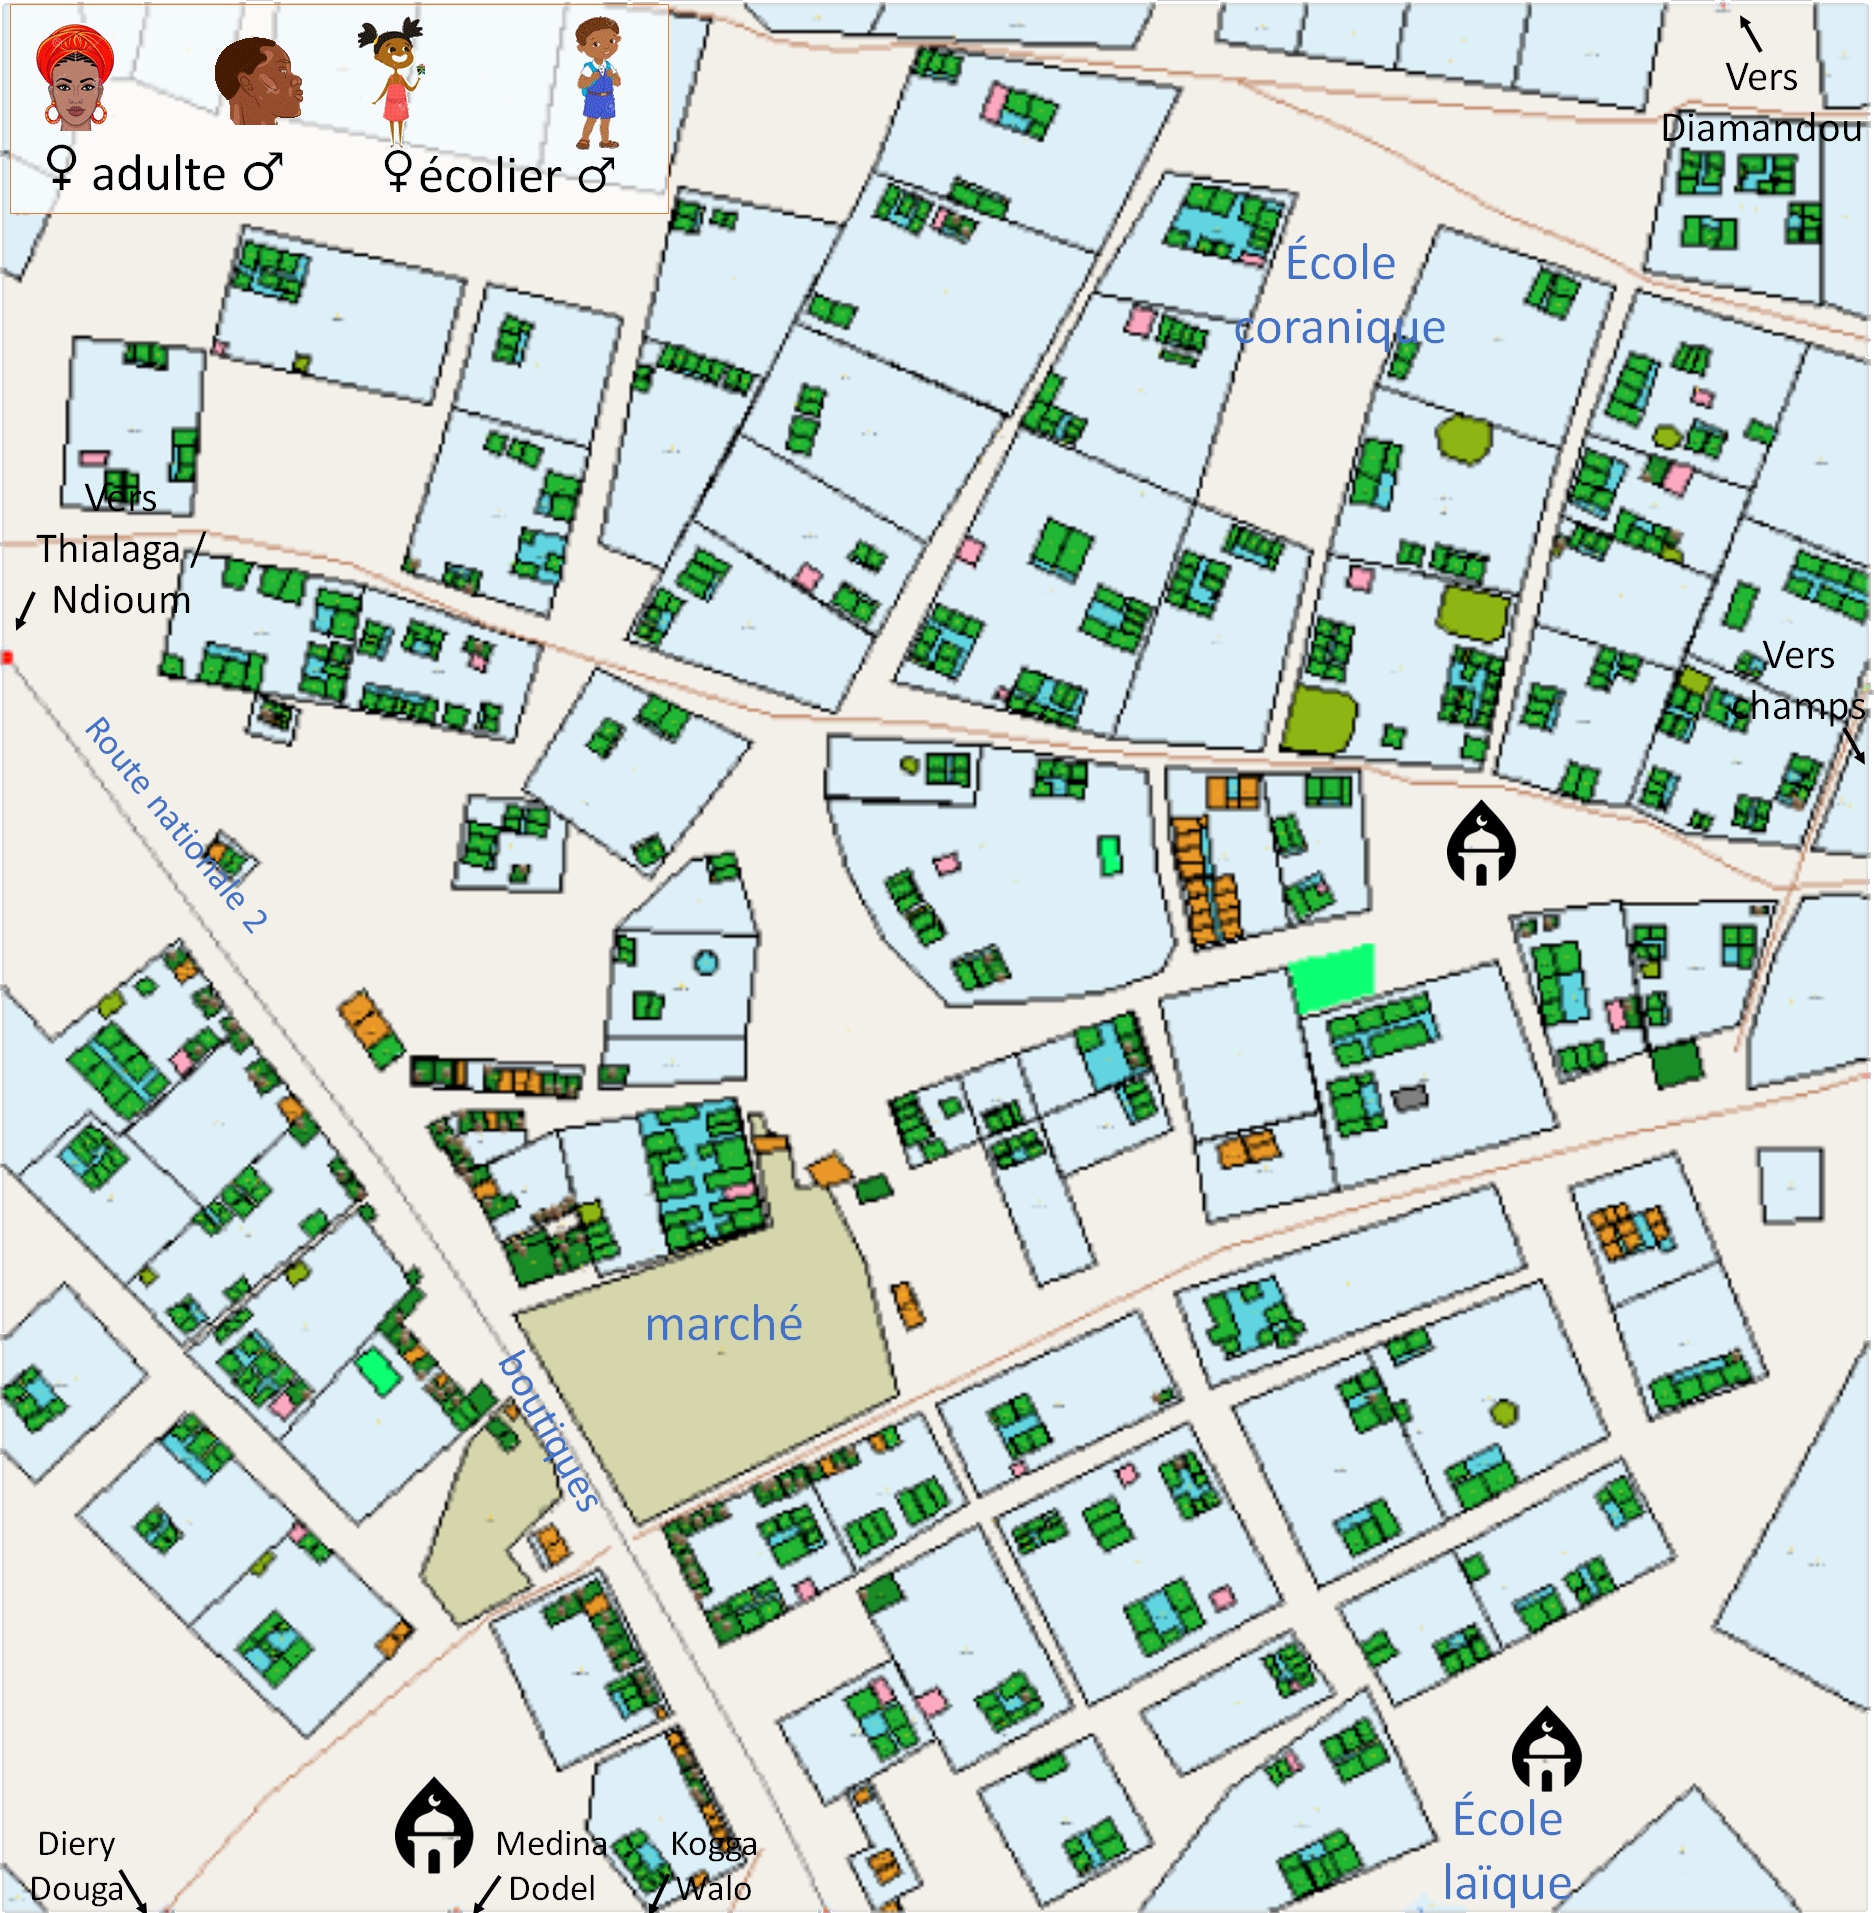 ♀ adulte ♂
♀ écolier ♂
Vers
Diamandou
École
coranique
Vers
Thialaga /
Ndioum
Vers
champs
Route nationale 2
marché
boutiques
École
laïque
Diery
Douga
Medina
Dodel
Kogga
Walo